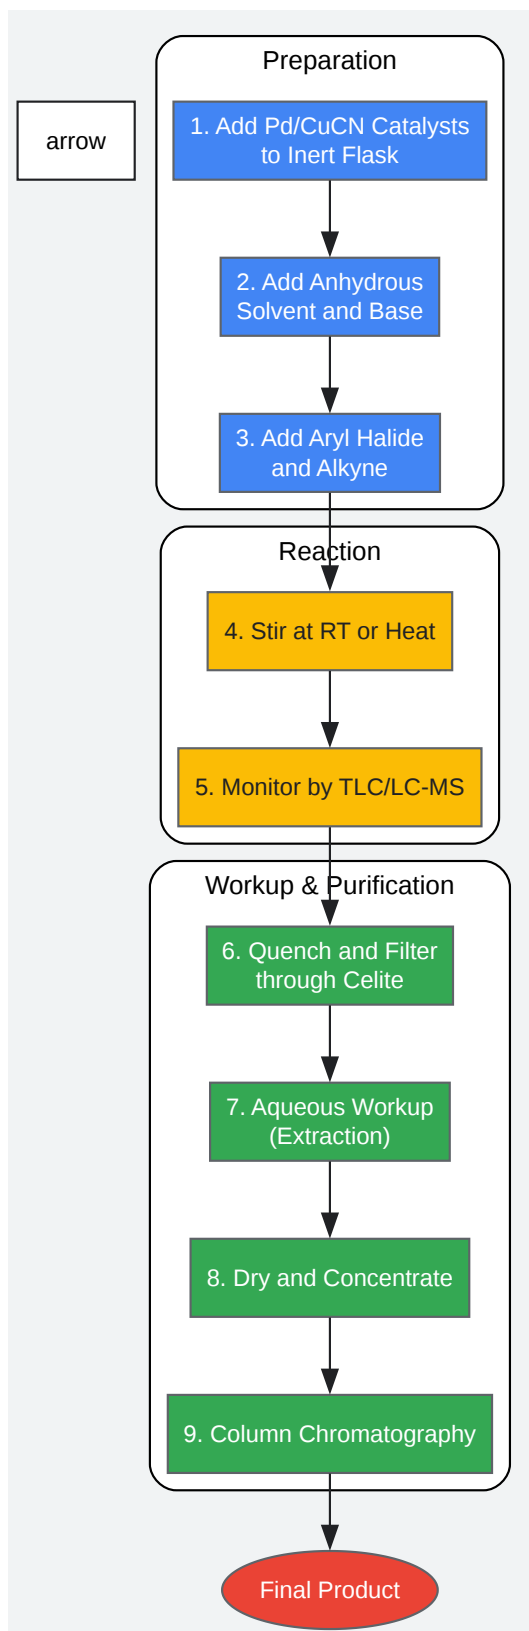 Preparation
arrow
1. Add Pd/CuCN Catalysts
to Inert Flask
2. Add Anhydrous
Solvent and Base
3. Add Aryl Halide
and Alkyne
Reaction
4. Stir at RT or Heat
5. Monitor by TLC/LC-MS
Workup & Purification
6. Quench and Filter
through Celite
7. Aqueous Workup
(Extraction)
8. Dry and Concentrate
9. Column Chromatography
Final Product